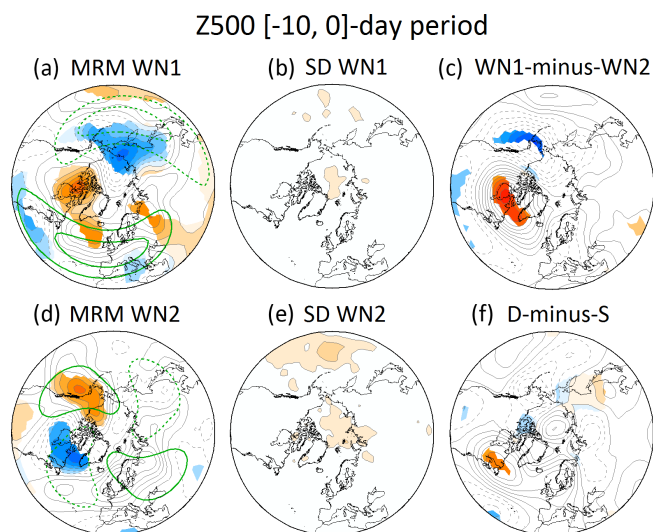 Z500 [-10, 0]-day period
(a) MRM WN1
(b) SD WN1
(c) WN1-minus-WN2
(d) MRM WN2
(e) SD WN2
(f) D-minus-S